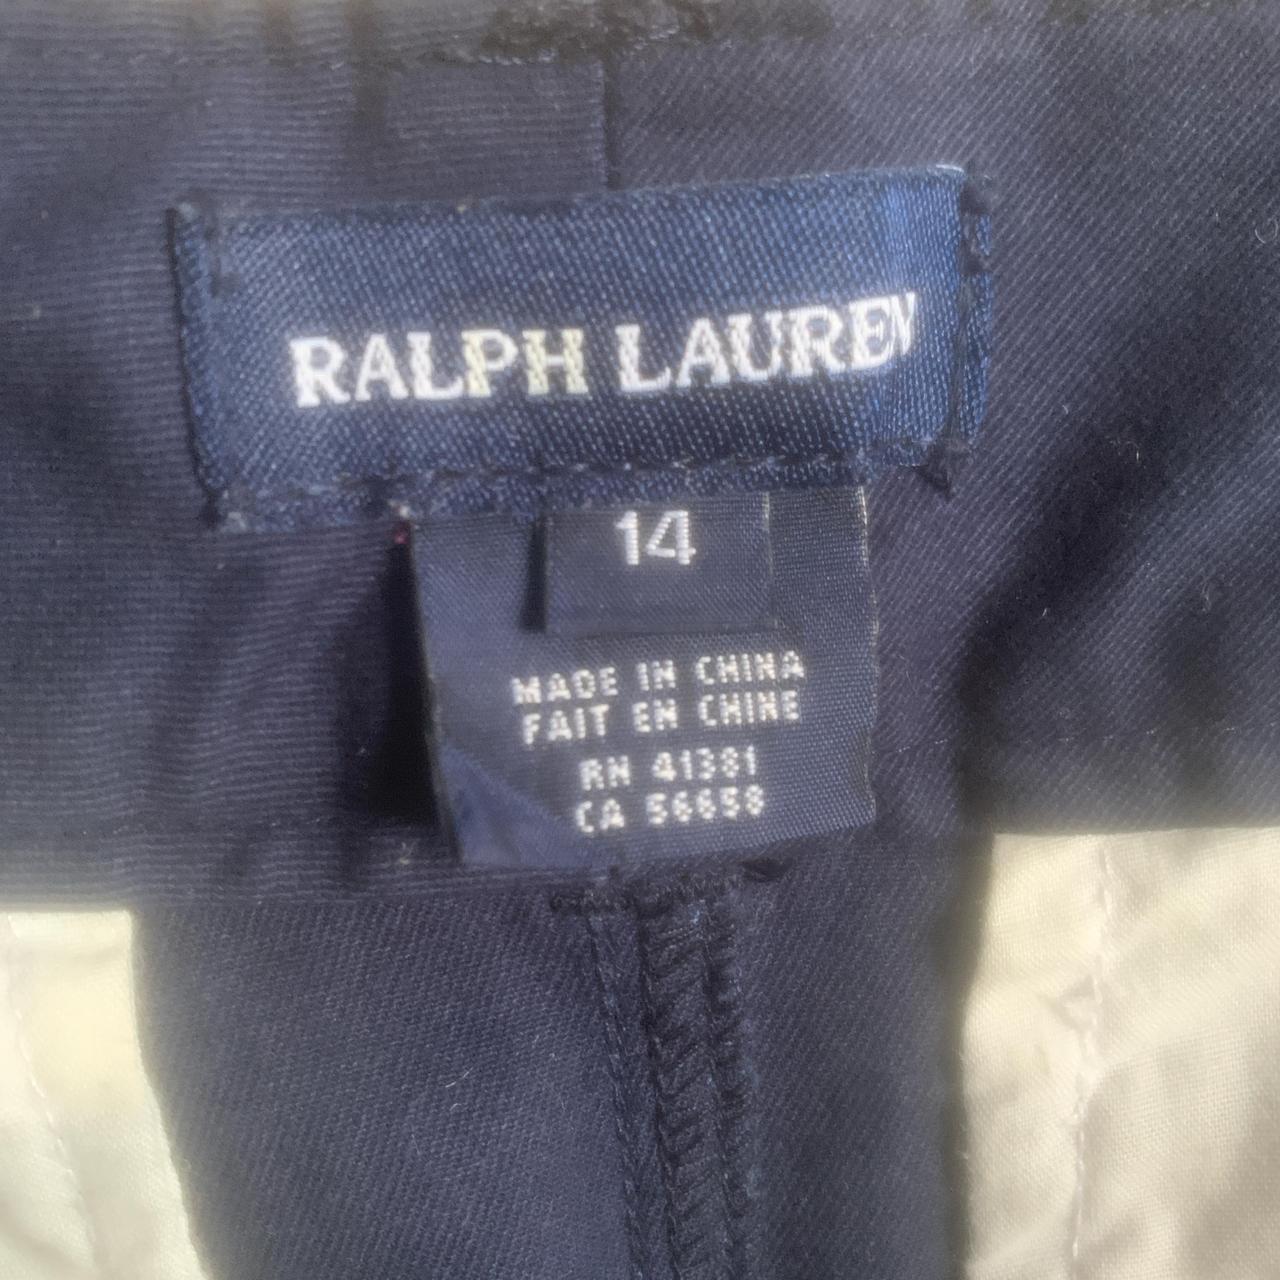 RALPH LAUREN
14
MADE IN CHINA
FAIT EN CHINE
RN 41381
CA 56658